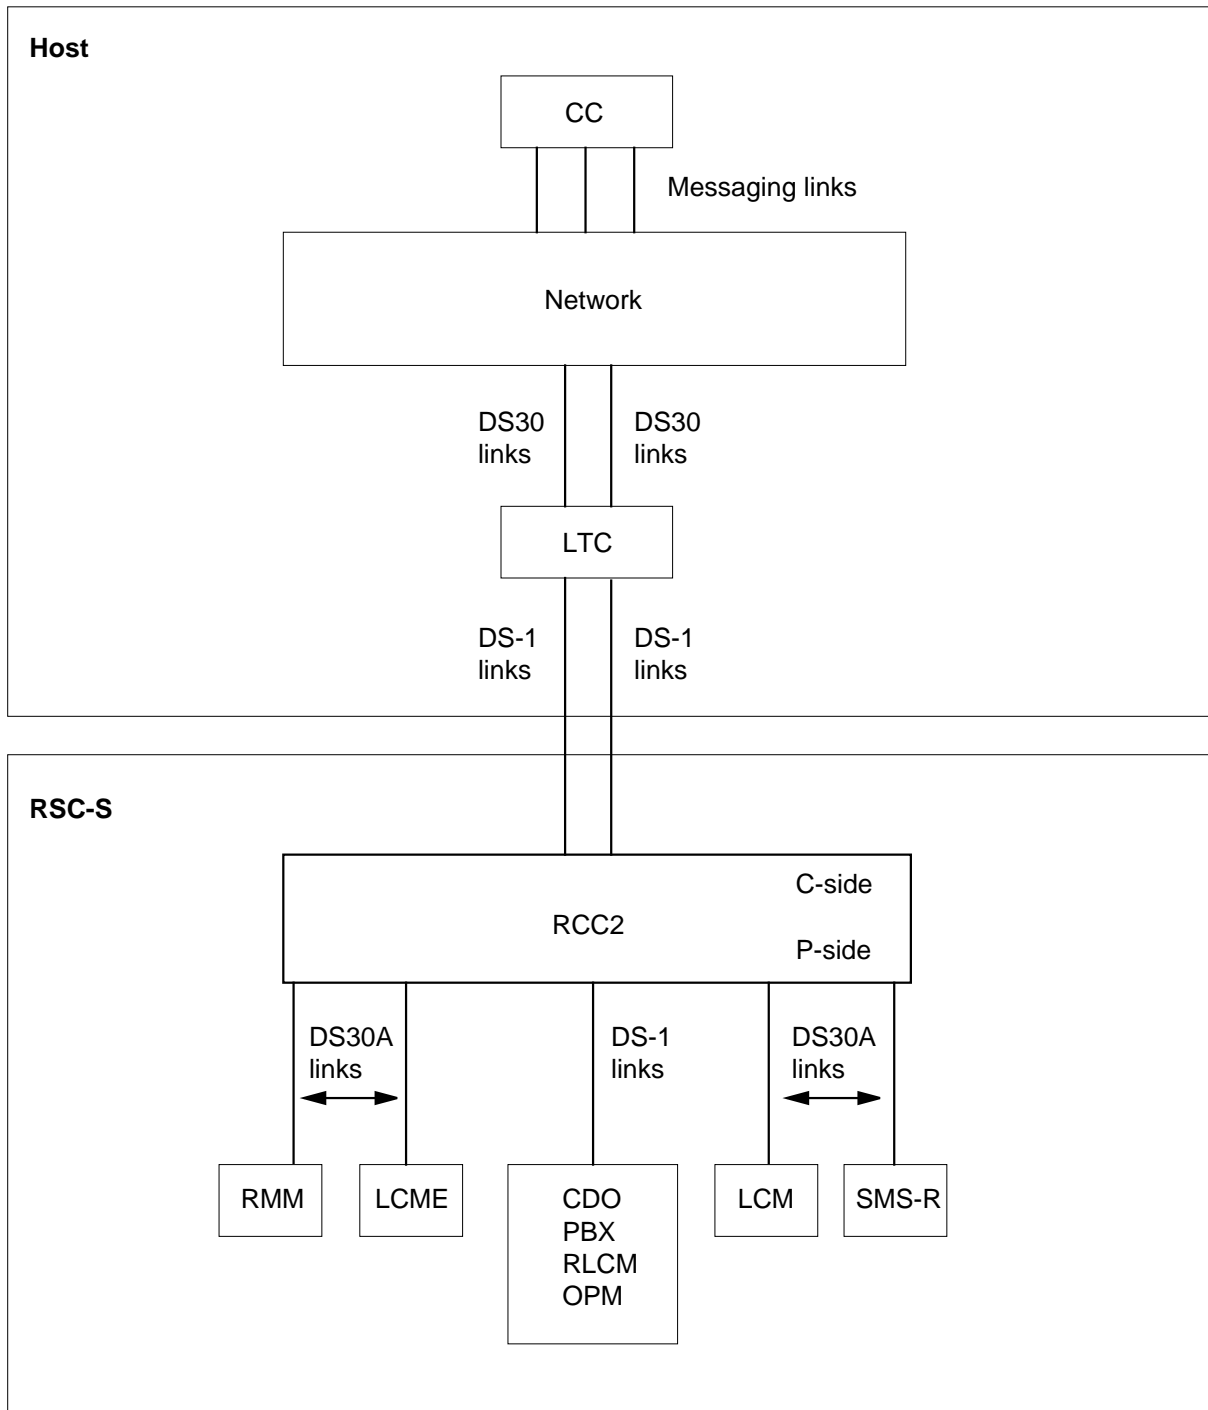 Host
CC
Messaging links
Network
DS30
links
DS30
links
LTC
DS-1
links
DS-1
links
RSC-S
C-side
RCC2
P-side
DS30A
links
DS-1
links
DS30A
links
RMM
LCME
CDO
PBX
RLCM
OPM
LCM
SMS-R